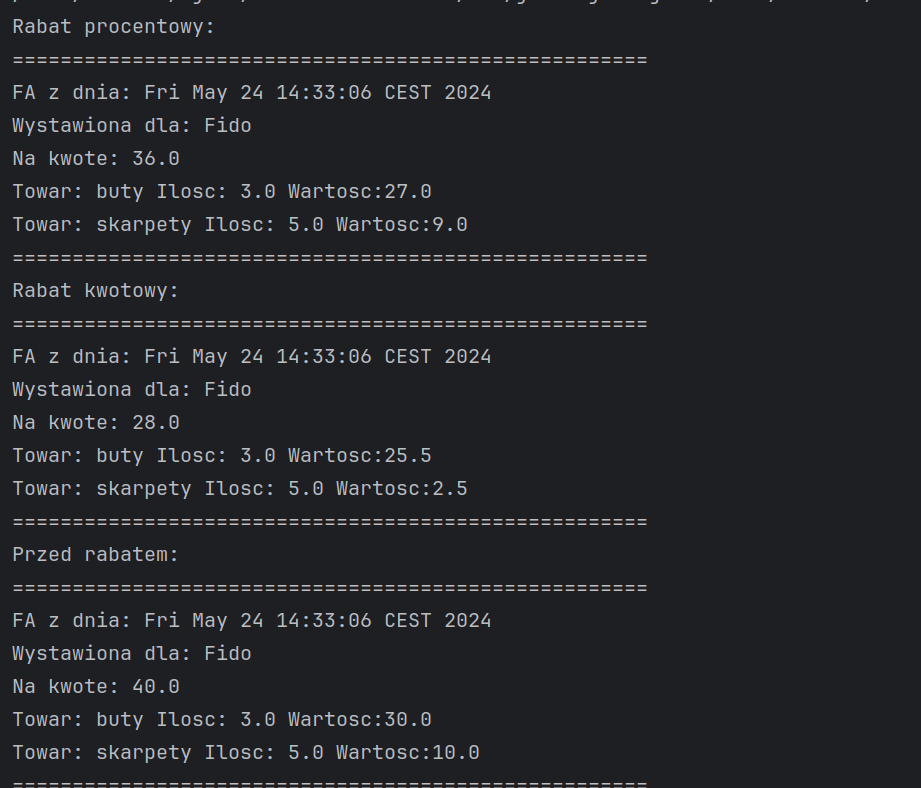 Rabat procentowy:
=====================================================
FA z dnia: Fri May 24 14:33:06 CEST 2024
Wystawiona dla: Fido
Na kwote: 36.0
Towar: buty Ilosc: 3.0 Wartosc:27.0
Towar: skarpety Ilosc: 5.0 Wartosc:9.0
=====================================================
Rabat kwotowy:
=====================================================
FA z dnia: Fri May 24 14:33:06 CEST 2024
Wystawiona dla: Fido
Na kwote: 28.0
Towar: buty Ilosc: 3.0 Wartosc:25.5
Towar: skarpety Ilosc: 5.0 Wartosc:2.5
=====================================================
Przed rabatem:
=====================================================
FA z dnia: Fri May 24 14:33:06 CEST 2024
Wystawiona dla: Fido
Na kwote: 40.0
Towar: buty Ilosc: 3.0 Wartosc:30.0
Towar: skarpety Ilosc: 5.0 Wartosc:10.0
=====================================================